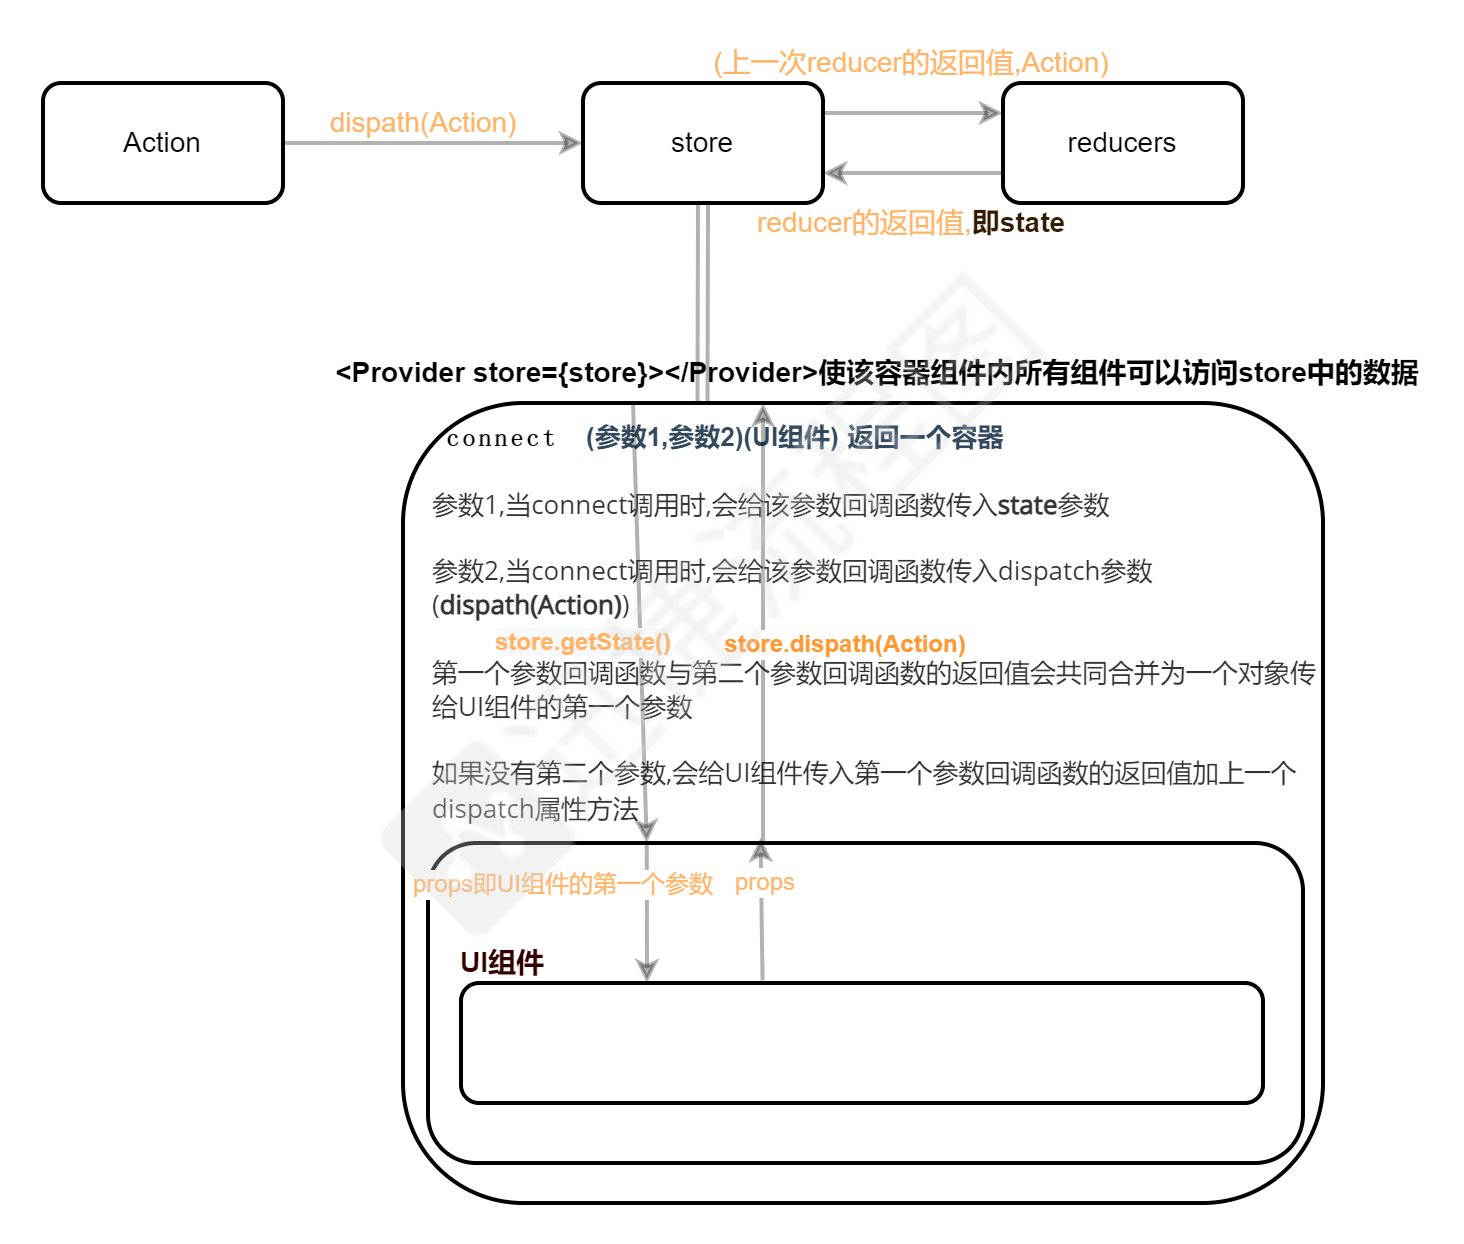 (上一次reducer的返回值,Action)
Action
dispath(Action)
store
reducers
reducer的返回值,即state
<Provider store={store}></Provider>使该容器组件内所有组件可以访问store中的数据
connect (参数1,参数2)(UI组件) 返回一个容器
参数1,当connect调用时,会给该参数回调函数传入state参数
参数2,当connect调用时,会给该参数回调函数传入dispatch参数
(dispath(Action))
store.getState()
store.dispath(Action)
第一个参数回调函数与第二个参数回调函数的返回值会共同合并为一个对象传
给UI组件的第一个参数
如果没有第二个参数,会给UI组件传入第一个参数回调函数的返回值加上一个
dispatch属性方法
props即UI组件的第一个参数
props
UI组件
迅捷流程图